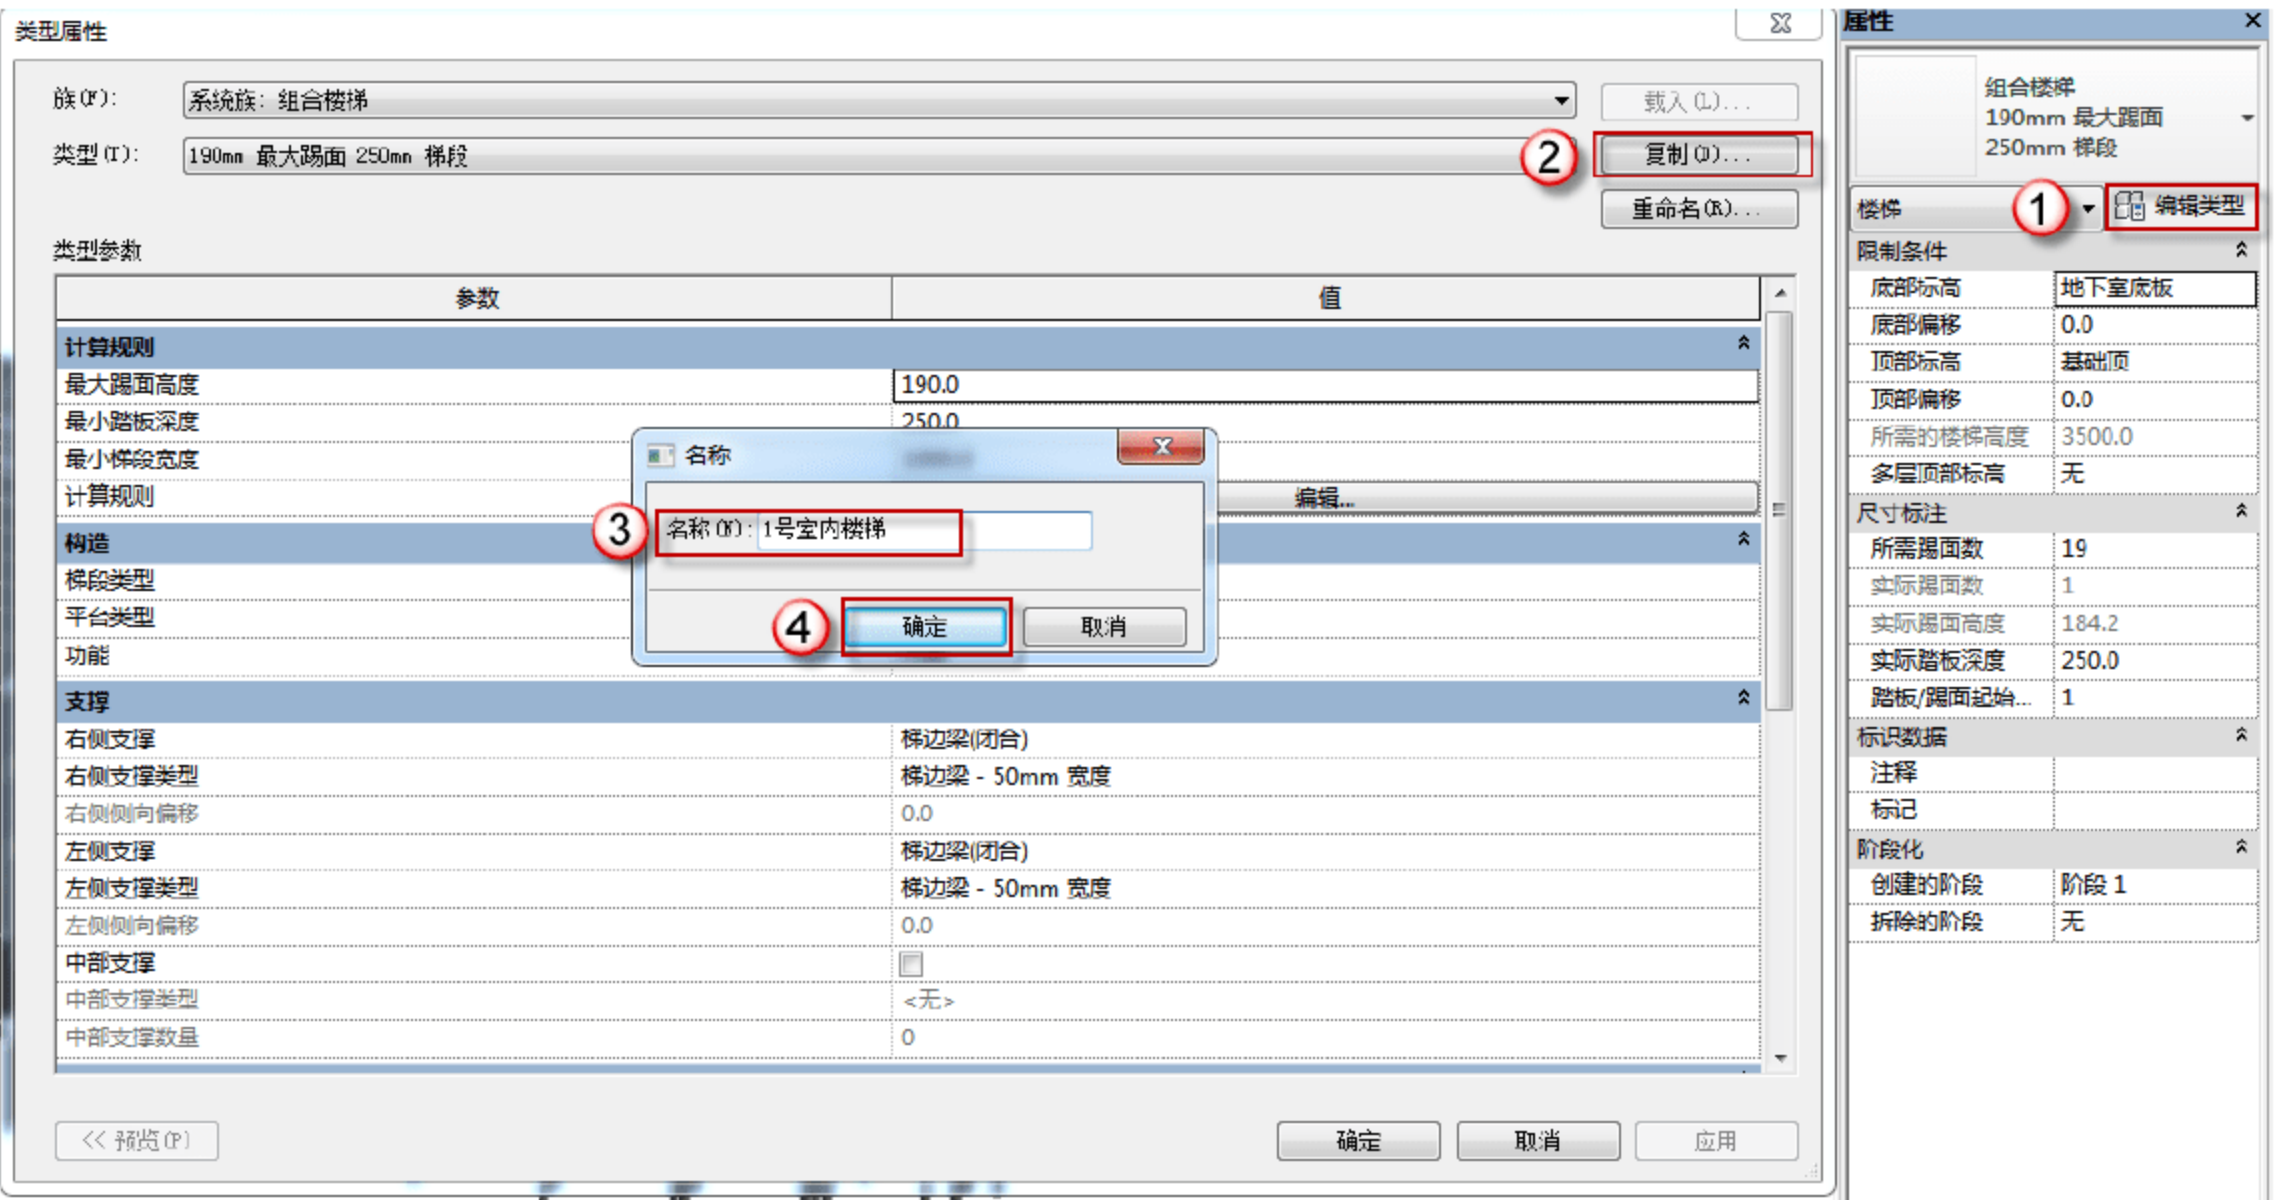 类型属性
族(F):
系统族: 组合楼梯
载入(L)...
类型(T):
190mm 最大踢面 250mm 梯段
2
复制(D)...
重命名(R)...
类型参数
参数 值
计算规则
最大踢面高度 190.0
最小踏板深度 250.0
最小梯段宽度
计算规则 编辑...
构造
梯段类型
平台类型
功能
名称
3
名称(N): 1号室内楼梯
4
确定
取消
支撑
右侧支撑 梯边梁(闭合)
右侧支撑类型 梯边梁 - 50mm 宽度
右侧侧向偏移 0.0
左侧支撑 梯边梁(闭合)
左侧支撑类型 梯边梁 - 50mm 宽度
左侧侧向偏移 0.0
中部支撑
中部支撑类型 <无>
中部支撑数量 0
<< 预览(P)
确定
取消
应用
属性
组合楼梯
190mm 最大踢面
250mm 梯段
楼梯
1
编辑类型
限制条件
底部标高 地下室底板
底部偏移 0.0
顶部标高 基础顶
顶部偏移 0.0
所需的楼梯高度 3500.0
多层顶部标高 无
尺寸标注
所需踢面数 19
实际踢面数 1
实际踢面高度 184.2
实际踏板深度 250.0
踏板/踢面起始... 1
标识数据
注释
标记
阶段化
创建的阶段 阶段 1
拆除的阶段 无